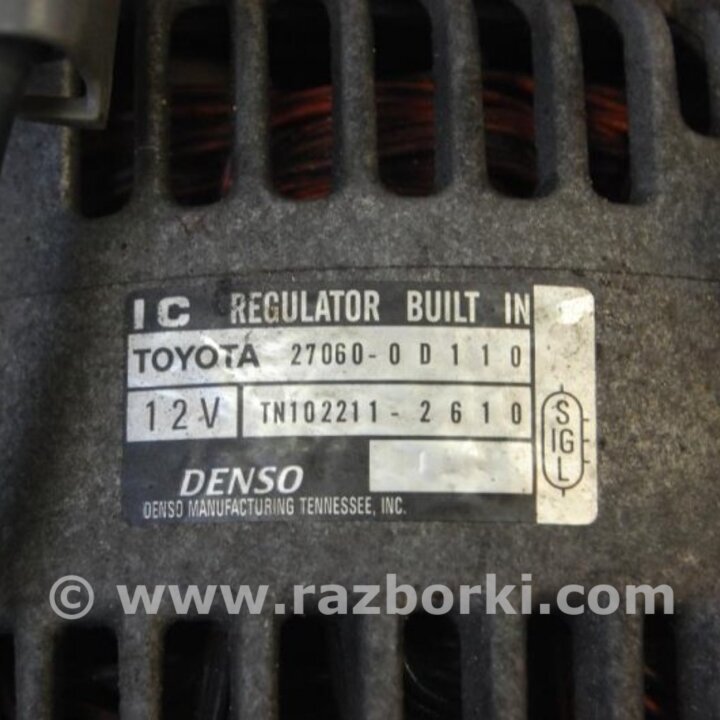 IC REGULATOR BUILT IN
TOYOTA 27060-0D110
12V TN102211-2610
S
IG
L
DENSO
DENSO MANUFACTURING TENNESSEE, INC.
© www.razborki.com